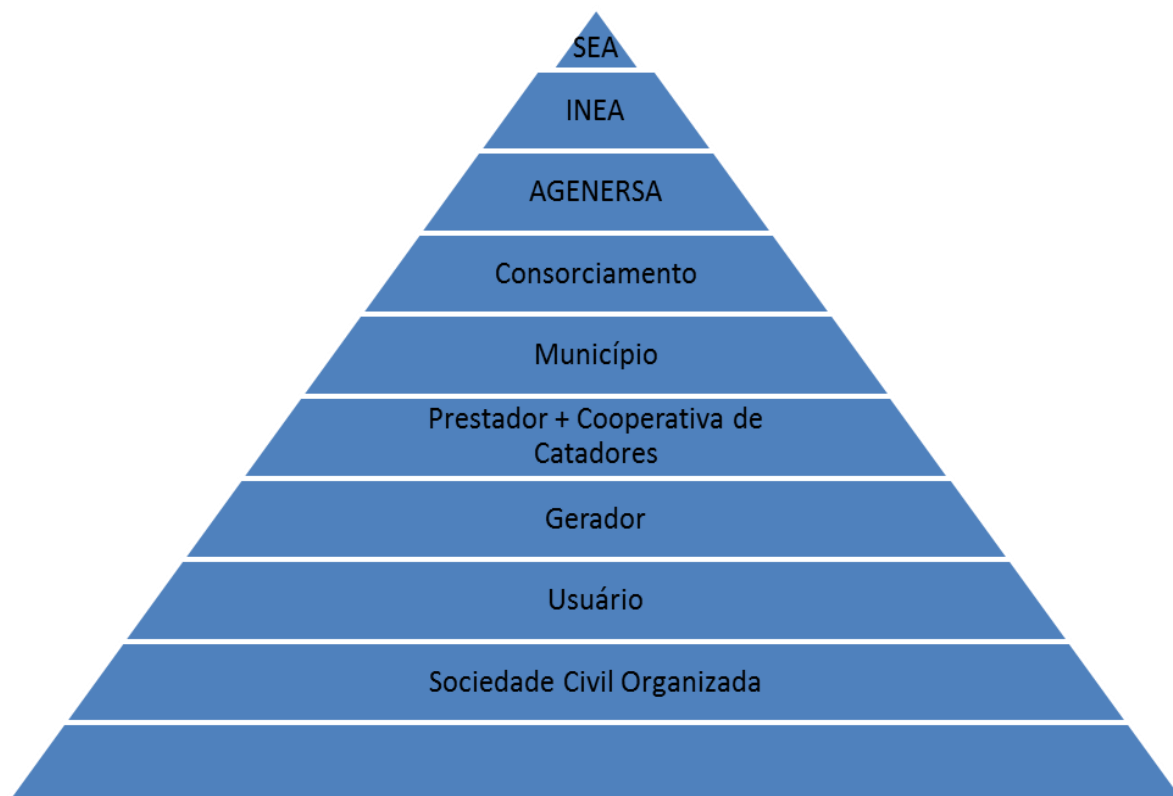 SEA
INEA
AGENERSA
Consorciamento
Município
Prestador + Cooperativa de
Catadores
Gerador
Usuário
Sociedade Civil Organizada